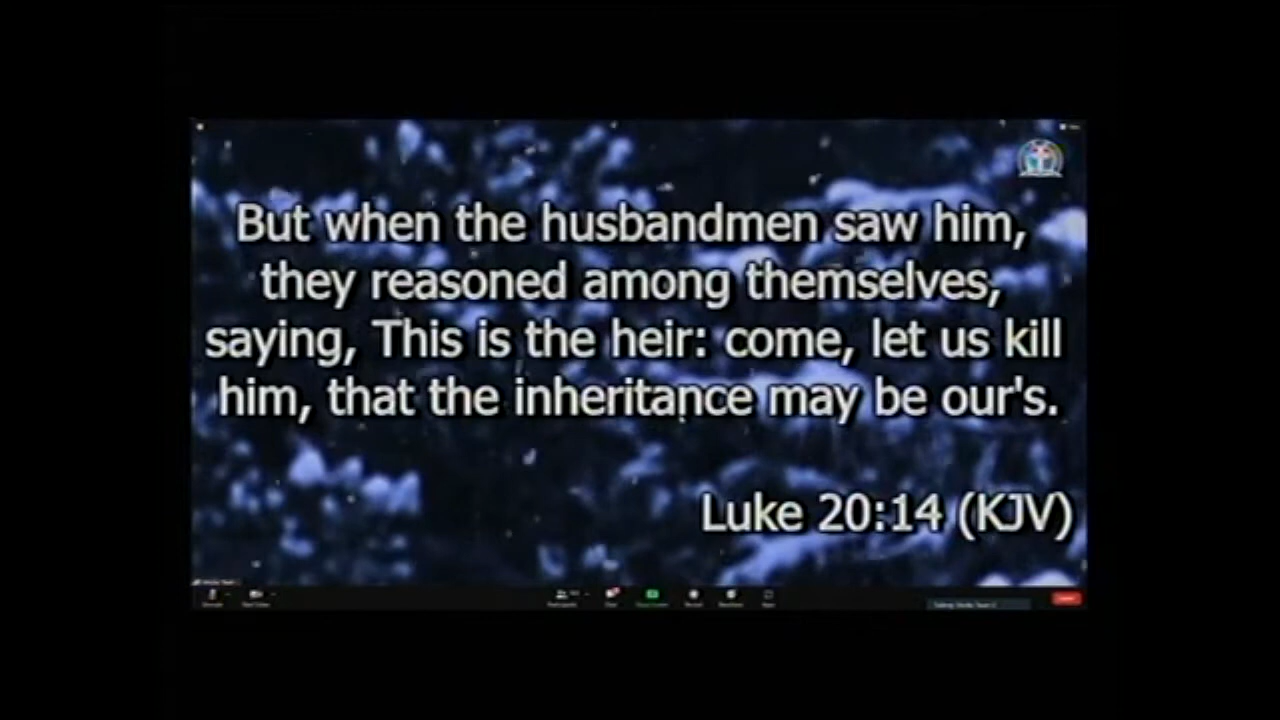 But when the husbandmen saw him,
they reasoned among themselves,
saying, This is the heir: come, let us kill
him, that the inheritance may be our's.
Luke 20:14 (KJV)